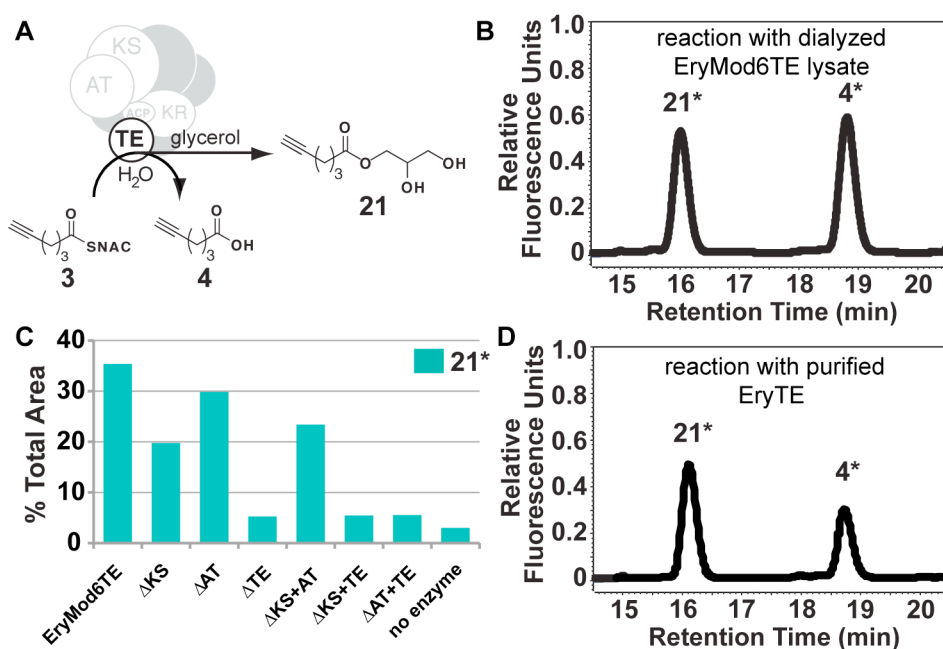 A
KS
AT
ACP
KR
TE
glycerol
H2O
O
O
OH
OH
3
21
O
SNAC
3
3
O
OH
3
4
B
reaction with dialyzed
EryMod6TE lysate
21*
4*
Relative
Fluorescence Units
1.0
0.8
0.6
0.4
0.2
0
15 16 17 18 19 20
Retention Time (min)
C
21*
% Total Area
40
30
20
10
0
EryMod6TE
ΔKS
ΔAT
ΔTE
ΔKS+AT
ΔKS+TE
ΔAT+TE
no enzyme
D
reaction with purified
EryTE
21*
4*
Relative
Fluorescence Units
1.0
0.8
0.6
0.4
0.2
0
15 16 17 18 19 20
Retention Time (min)